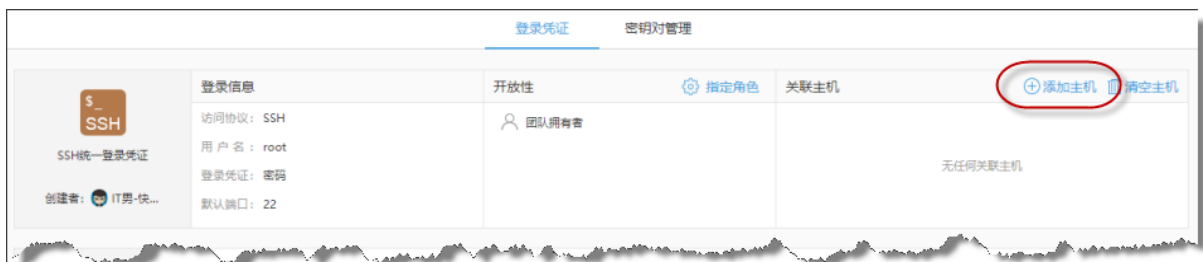 登录凭证 密钥对管理
$_
SSH
SSH统一登录凭证
创建者: IT男-快...
登录信息
访问协议: SSH
用 户 名: root
登录凭证: 密码
默认端口: 22
开放性 指定角色
团队拥有者
关联主机 添加主机 清空主机
无任何关联主机